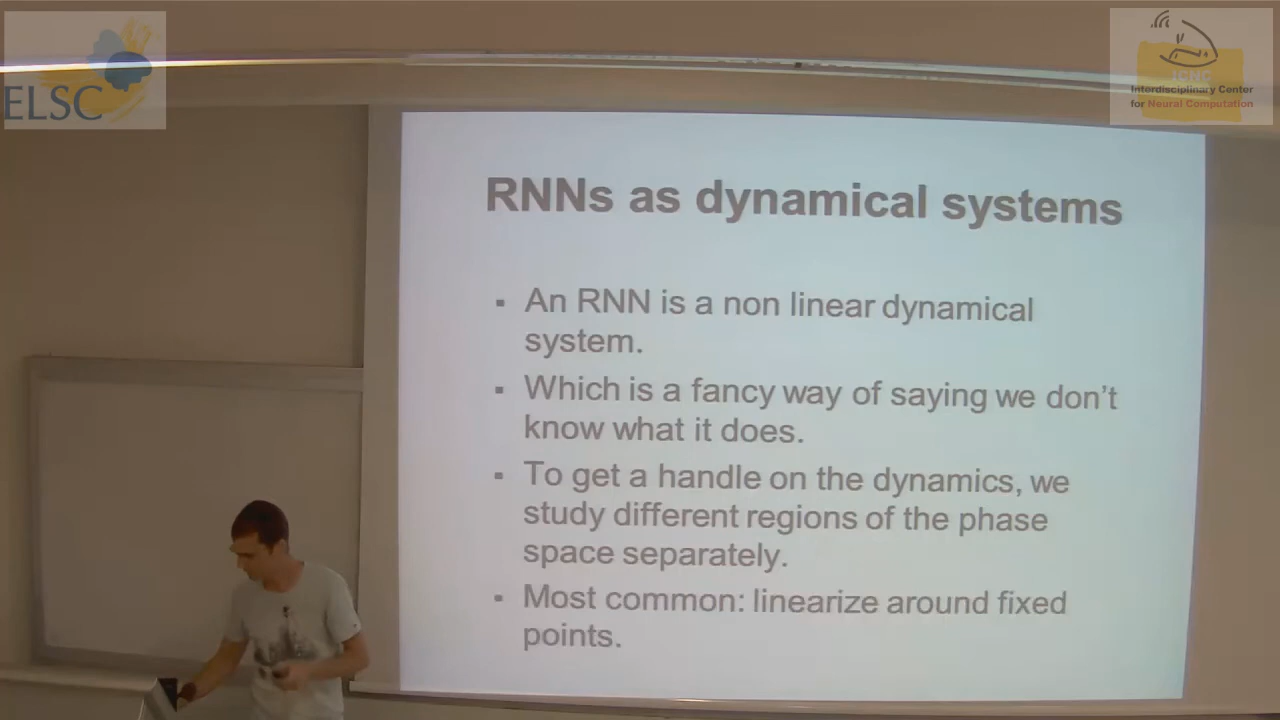 ELSC
ICNC
Interdisciplinary Center
for Neural Computation
RNNs as dynamical systems
▪ An RNN is a non linear dynamical
system.
▪ Which is a fancy way of saying we don't
know what it does.
▪ To get a handle on the dynamics, we
study different regions of the phase
space separately.
▪ Most common: linearize around fixed
points.